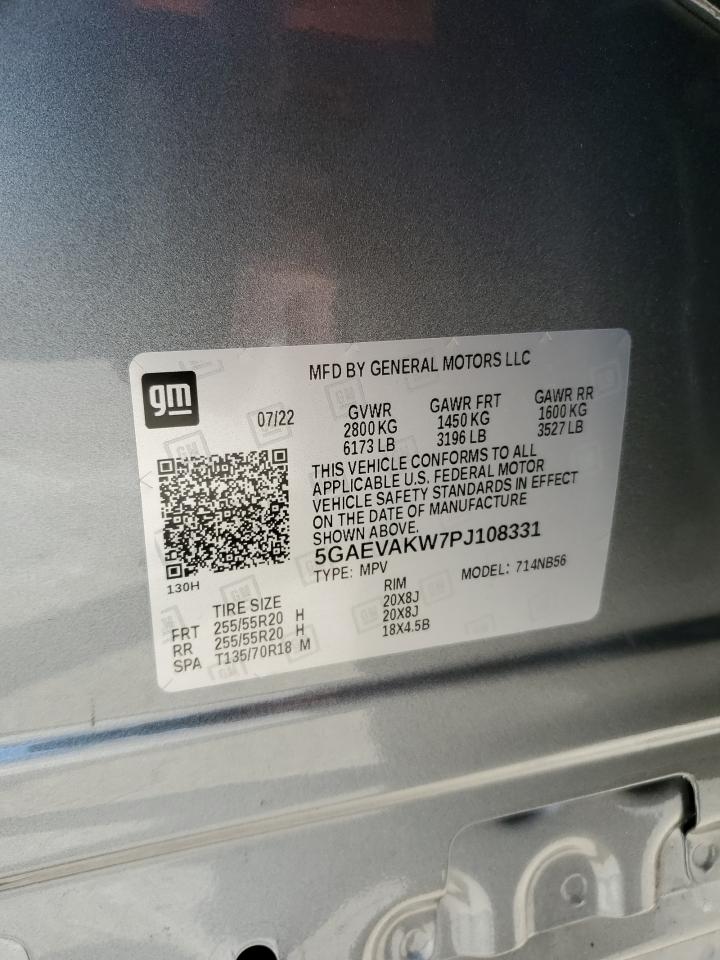 gm
MFD BY GENERAL MOTORS LLC
07/22
GVWR
2800 KG
6173 LB
GAWR FRT
1450 KG
3196 LB
GAWR RR
1600 KG
3527 LB
THIS VEHICLE CONFORMS TO ALL
APPLICABLE U.S. FEDERAL MOTOR
VEHICLE SAFETY STANDARDS IN EFFECT
ON THE DATE OF MANUFACTURE
SHOWN ABOVE.
5GAEVAKW7PJ108331
TYPE: MPV MODEL: 714NB56
130H
TIRE SIZE RIM
FRT 255/55R20 H 20X8J
RR 255/55R20 H 20X8J
SPA T135/70R18 M 18X4.5B